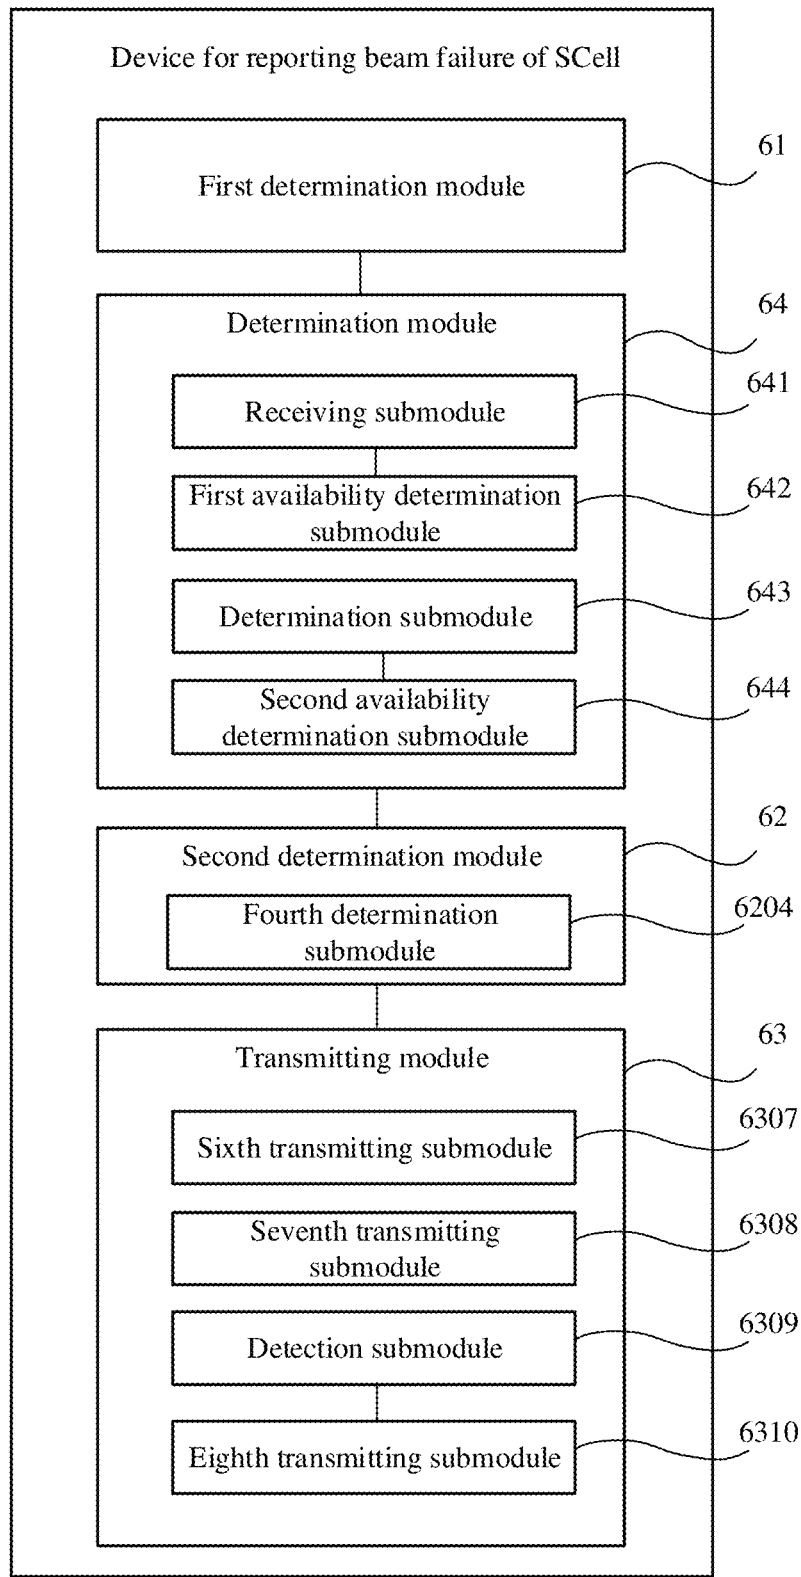 Device for reporting beam failure of SCell
61
First determination module
64
Determination module
641
Receiving submodule
642
First availability determination
submodule
643
Determination submodule
644
Second availability
determination submodule
62
Second determination module
6204
Fourth determination
submodule
63
Transmitting module
6307
Sixth transmitting submodule
6308
Seventh transmitting
submodule
6309
Detection submodule
6310
Eighth transmitting submodule